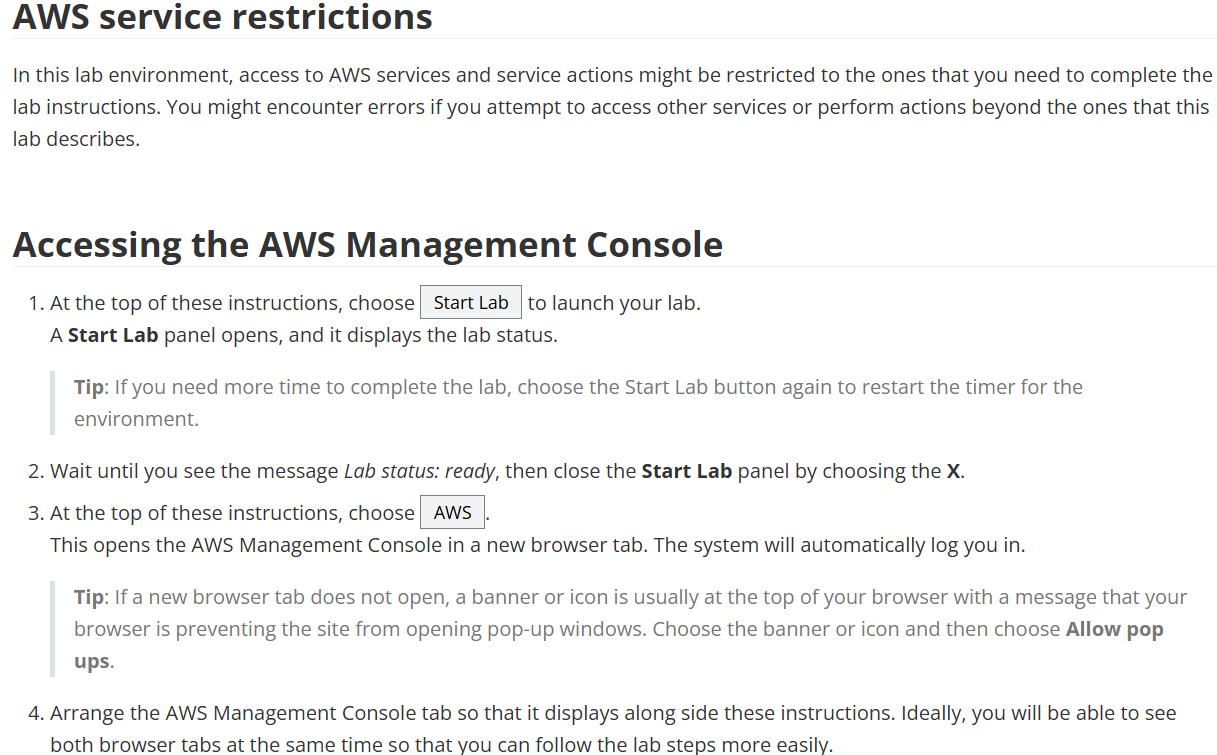 AWS service restrictions
In this lab environment, access to AWS services and service actions might be restricted to the ones that you need to complete the
lab instructions. You might encounter errors if you attempt to access other services or perform actions beyond the ones that this
lab describes.
Accessing the AWS Management Console
1. At the top of these instructions, choose Start Lab to launch your lab.
A Start Lab panel opens, and it displays the lab status.
Tip: If you need more time to complete the lab, choose the Start Lab button again to restart the timer for the
environment.
2. Wait until you see the message Lab status: ready, then close the Start Lab panel by choosing the X.
3. At the top of these instructions, choose AWS.
This opens the AWS Management Console in a new browser tab. The system will automatically log you in.
Tip: If a new browser tab does not open, a banner or icon is usually at the top of your browser with a message that your
browser is preventing the site from opening pop-up windows. Choose the banner or icon and then choose Allow pop
ups.
4. Arrange the AWS Management Console tab so that it displays along side these instructions. Ideally, you will be able to see
both browser tabs at the same time so that you can follow the lab steps more easily.